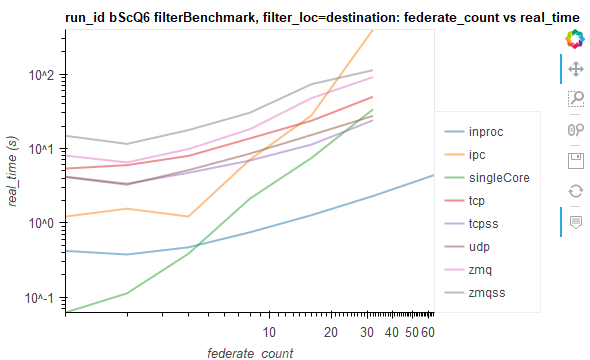 run_id bScQ6 filterBenchmark, filter_loc=destination: federate_count vs real_time
10^2
10^1
10^0
10^-1
real_time (s)
10
20
30
40
50
60
federate_count
inproc
ipc
singleCore
tcp
tcpss
udp
zmq
zmqss